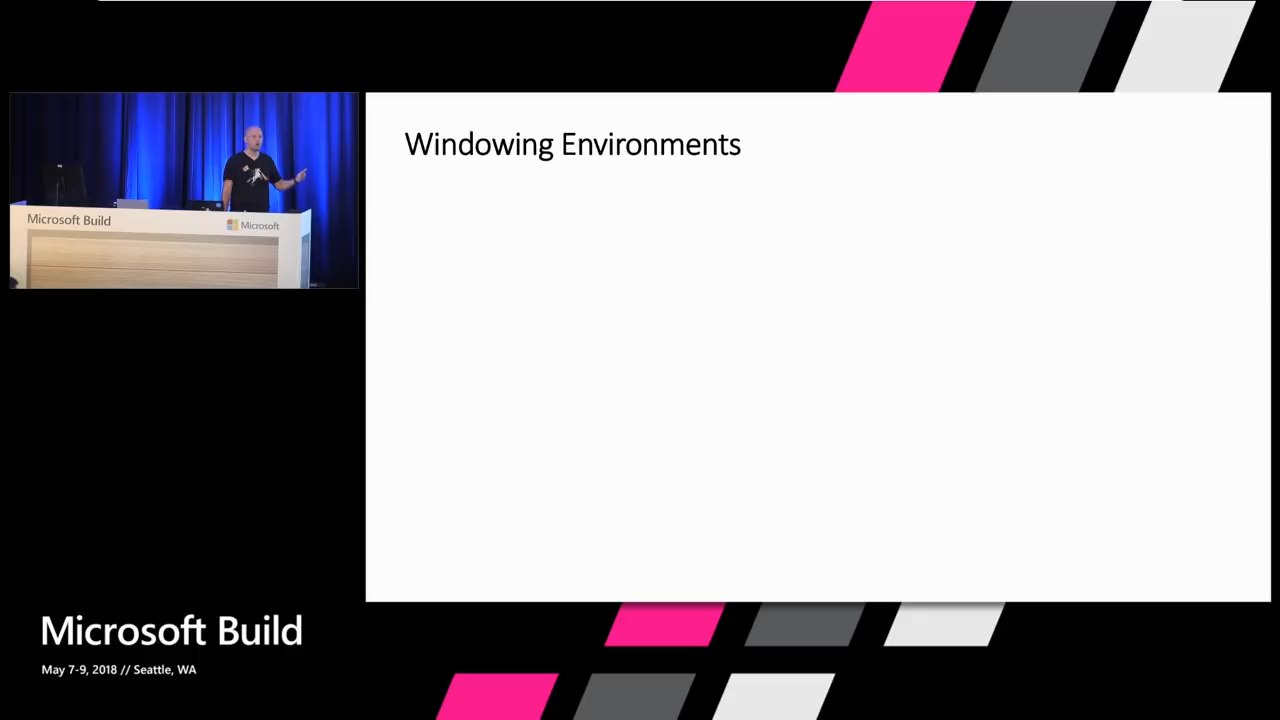 Windowing Environments
Microsoft Build
Microsoft
Microsoft Build
May 7-9, 2018 // Seattle, WA